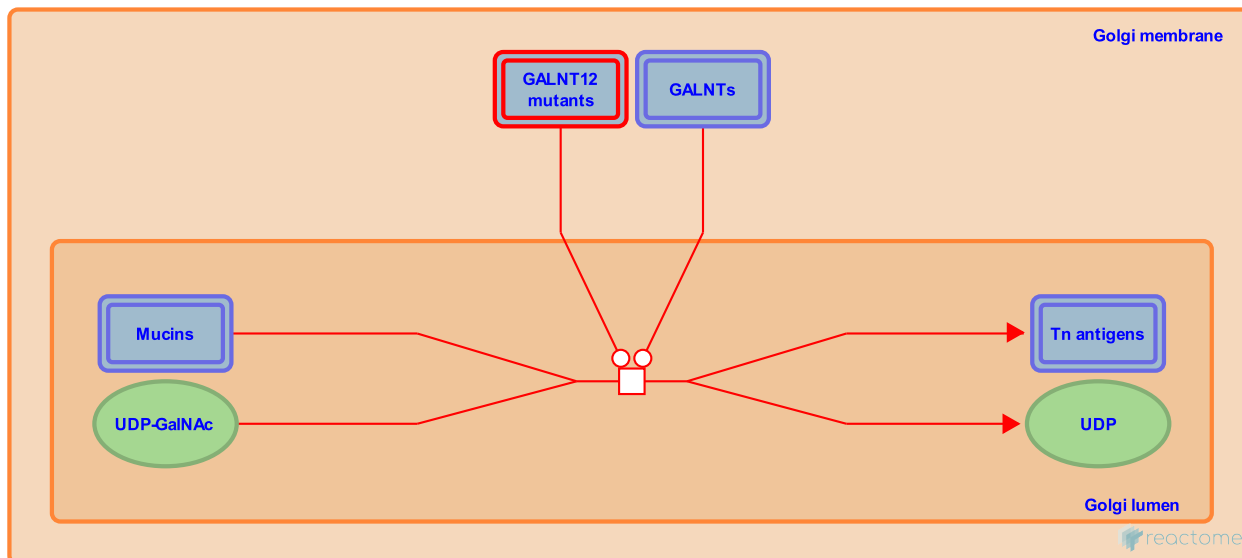 Golgi membrane
GALNT12
mutants
GALNTs
Mucins
Tn antigens
UDP-GalNAc
UDP
Golgi lumen
reactome